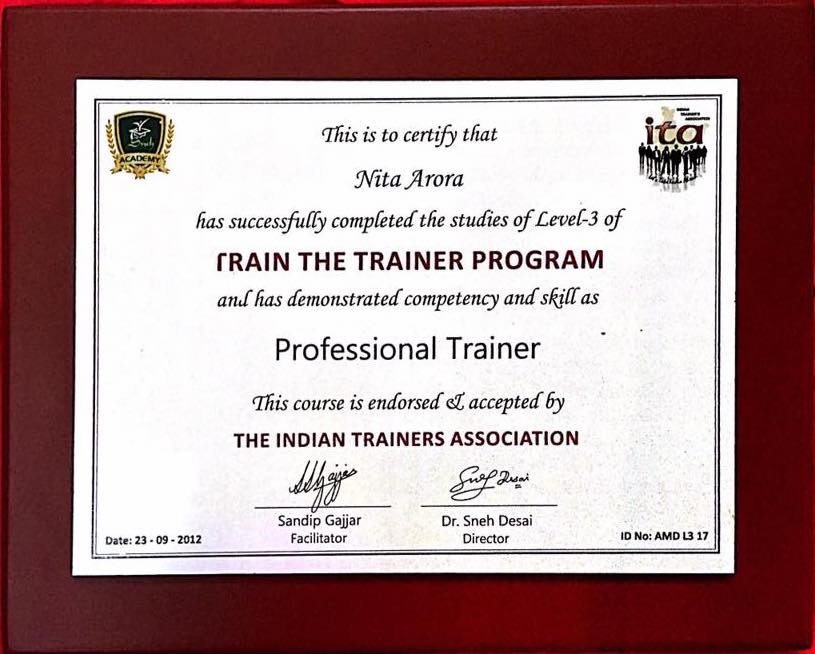 Sneh
ACADEMY
INDIAN
TRAINER'S
ASSOCIATION
ita
This is to certify that
Nita Arora
has successfully completed the studies of Level-3 of
TRAIN THE TRAINER PROGRAM
and has demonstrated competency and skill as
Professional Trainer
This course is endorsed & accepted by
THE INDIAN TRAINERS ASSOCIATION
Sneh Desai
Sandip Gajjar
Dr. Sneh Desai
Facilitator
Director
Date: 23 - 09 - 2012
ID No: AMD L3 17